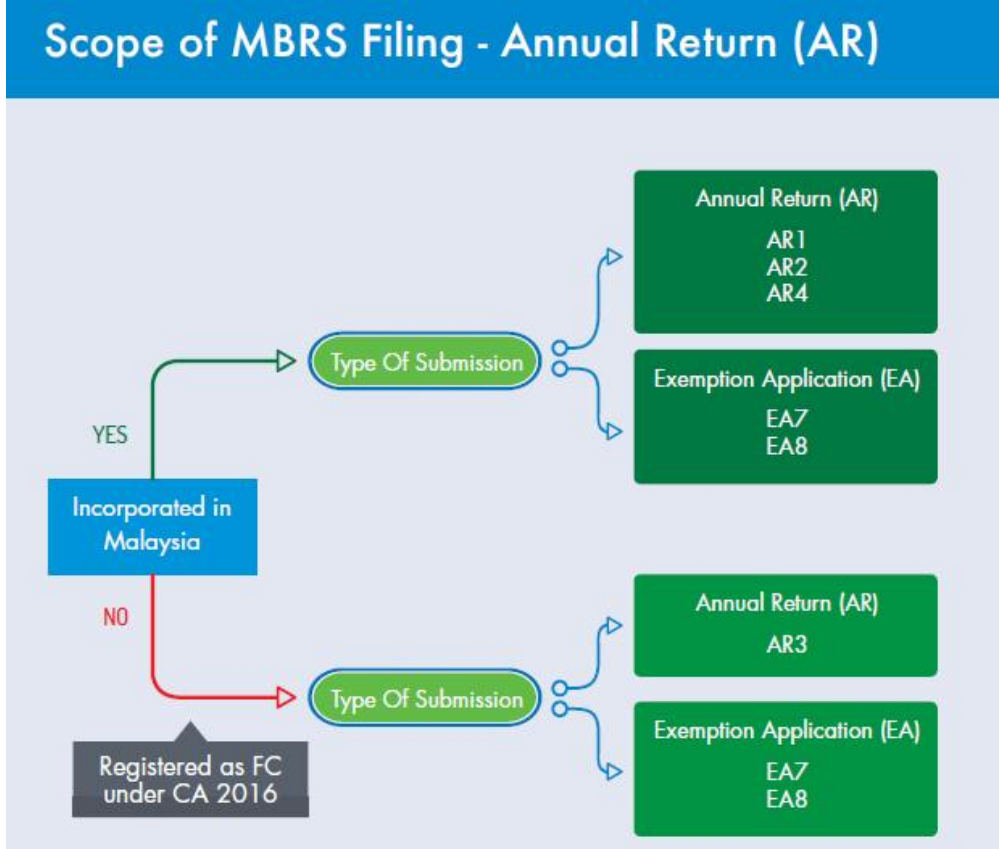 Scope of MBRS Filing - Annual Return (AR)
Annual Return (AR)
AR1
AR2
AR4
Type Of Submission
Exemption Application (EA)
EA7
EA8
YES
Incorporated in
Malaysia
NO
Annual Return (AR)
AR3
Type Of Submission
Exemption Application (EA)
EA7
EA8
Registered as FC
under CA 2016